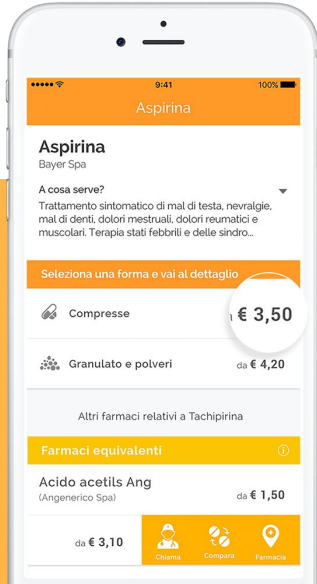 9:41
100%
Aspirina
Aspirina
Bayer Spa
A cosa serve?
Trattamento sintomatico di mal di testa, nevralgie,
mal di denti, dolori mestruali, dolori reumatici e
muscolari. Terapia stati febbrili e delle sindro...
Seleziona una forma e vai al dettaglio
Compresse € 3,50
Granulato e polveri da € 4,20
Altri farmaci relativi a Tachipirina
Farmaci equivalenti
Acido acetils Ang
(Angenerico Spa) da € 1,50
da € 3,10
Chiama Compara Farmacia